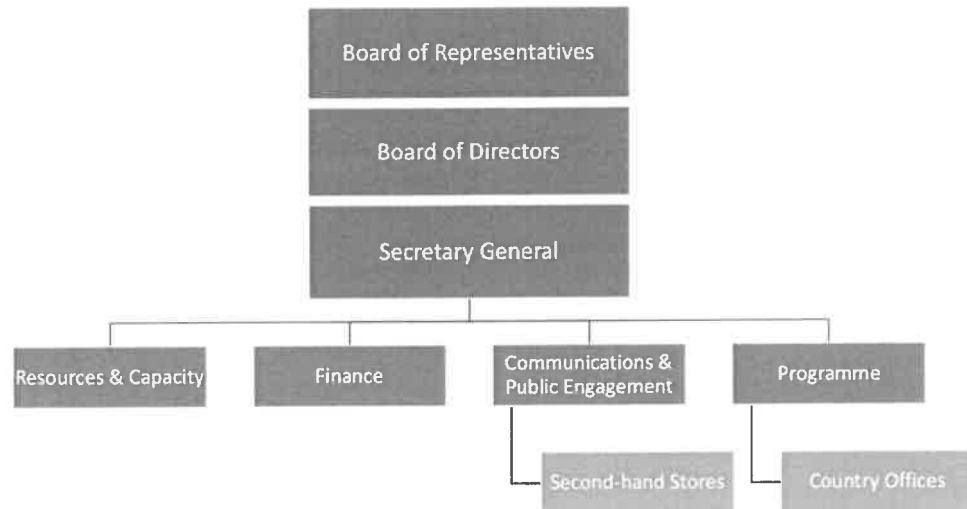 Board of Representatives
Board of Directors
Secretary General
Resources & Capacity
Finance
Communications &
Public Engagement
Programme
Second-hand Stores
Country Offices